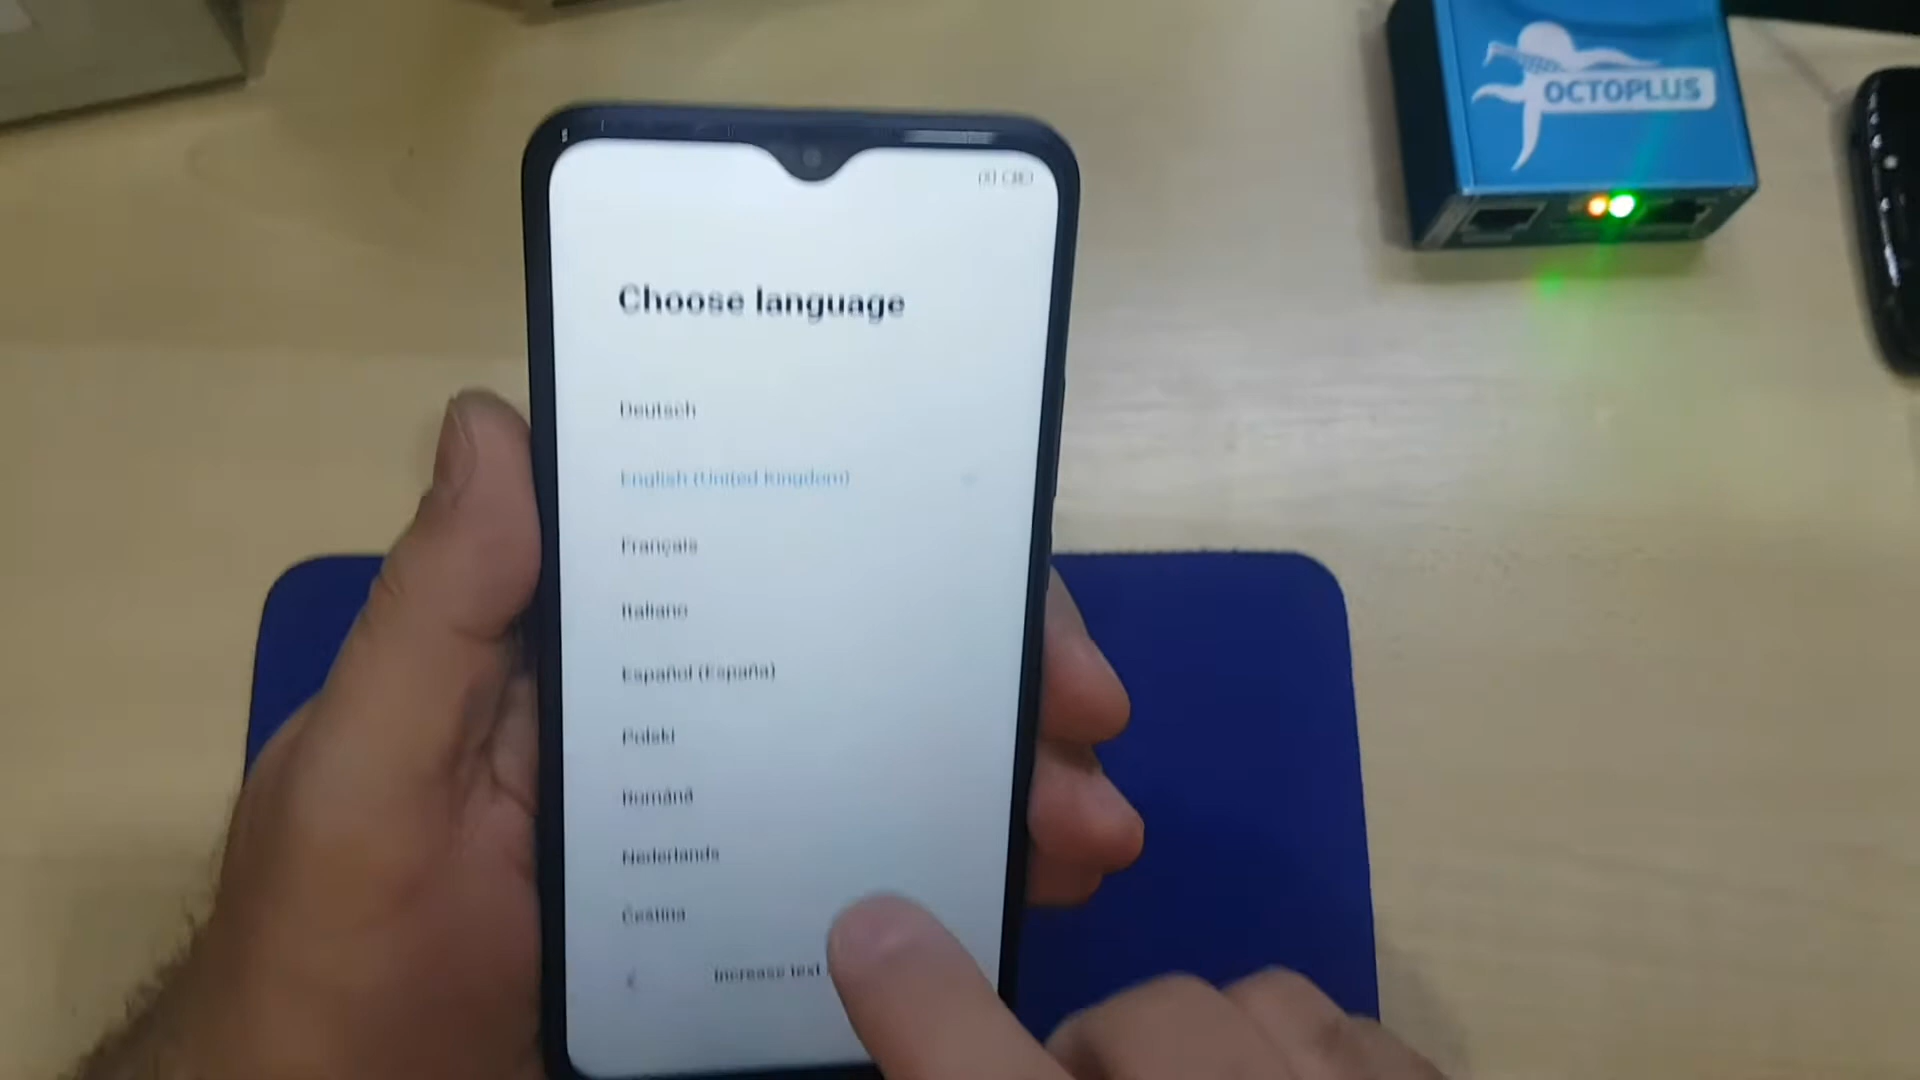 OCTOPLUS
Choose language
Deutsch
English (United Kingdom)
Français
Italiano
Español (España)
Polski
Română
Nederlands
Čeština
Increase text